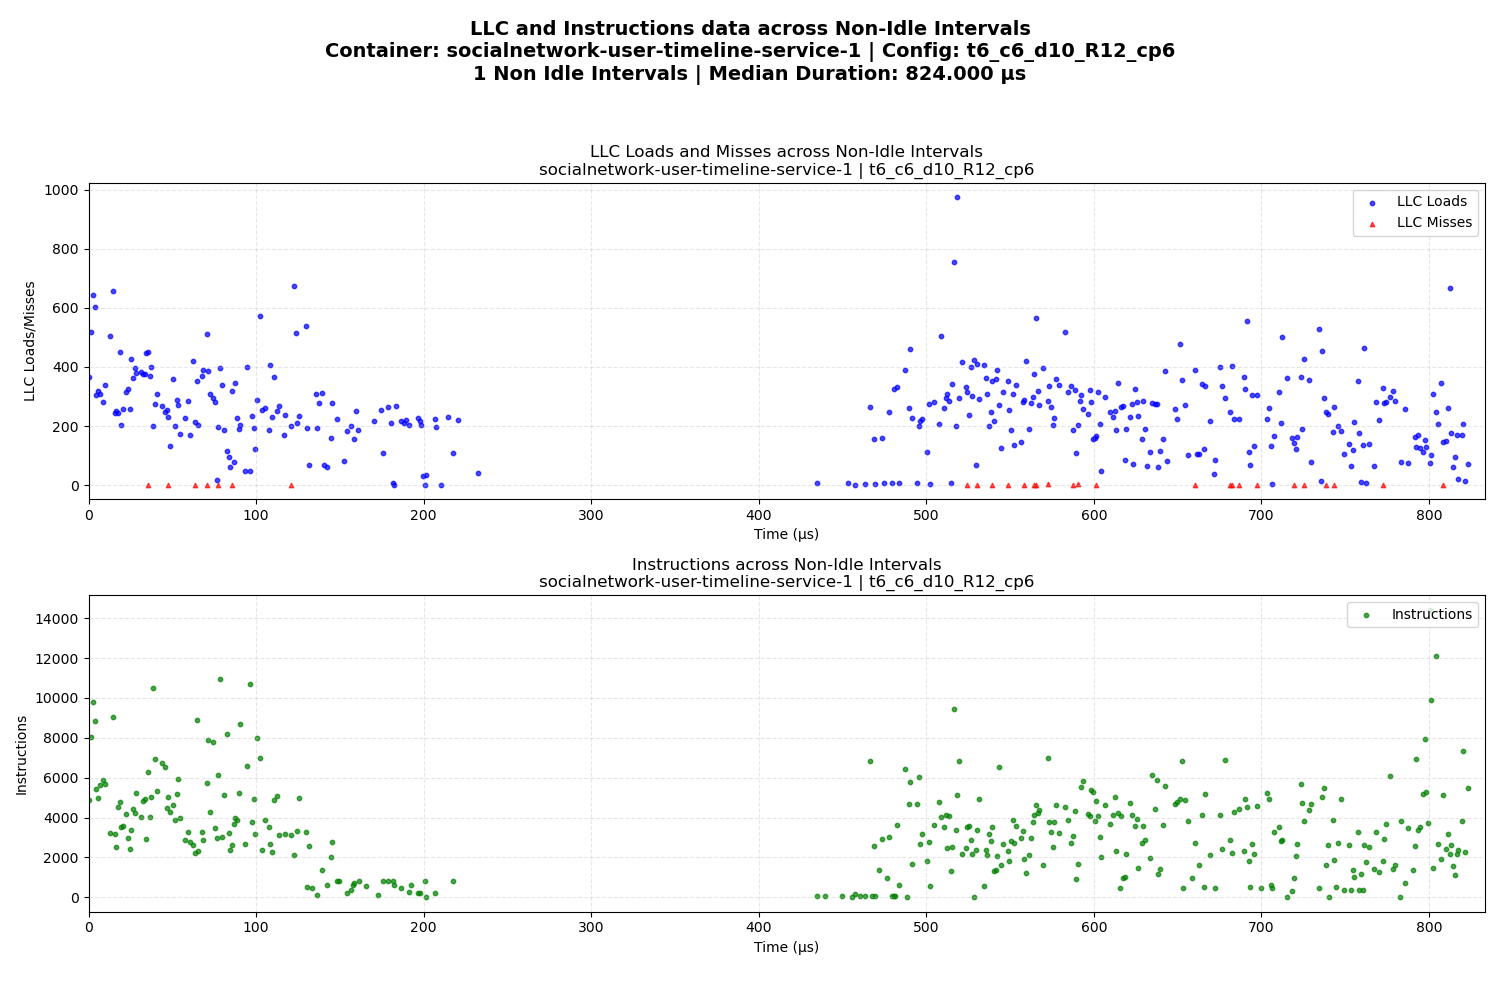 LLC and Instructions data across Non-Idle Intervals
Container: socialnetwork-user-timeline-service-1 | Config: t6_c6_d10_R12_cp6
1 Non Idle Intervals | Median Duration: 824.000 µs
LLC Loads and Misses across Non-Idle Intervals
socialnetwork-user-timeline-service-1 | t6_c6_d10_R12_cp6
LLC Loads/Misses
1000
800
600
400
200
0
LLC Loads
LLC Misses
0 100 200 300 400 500 600 700 800
Time (µs)
Instructions across Non-Idle Intervals
socialnetwork-user-timeline-service-1 | t6_c6_d10_R12_cp6
Instructions
14000
12000
10000
8000
6000
4000
2000
0
Instructions
0 100 200 300 400 500 600 700 800
Time (µs)